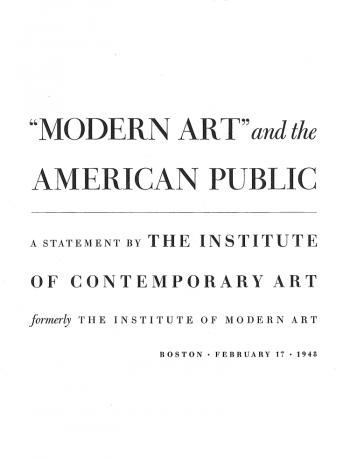 “MODERN ART” and the
AMERICAN PUBLIC
A STATEMENT BY THE INSTITUTE
OF CONTEMPORARY ART
formerly THE INSTITUTE OF MODERN ART
BOSTON · FEBRUARY 17 · 1948